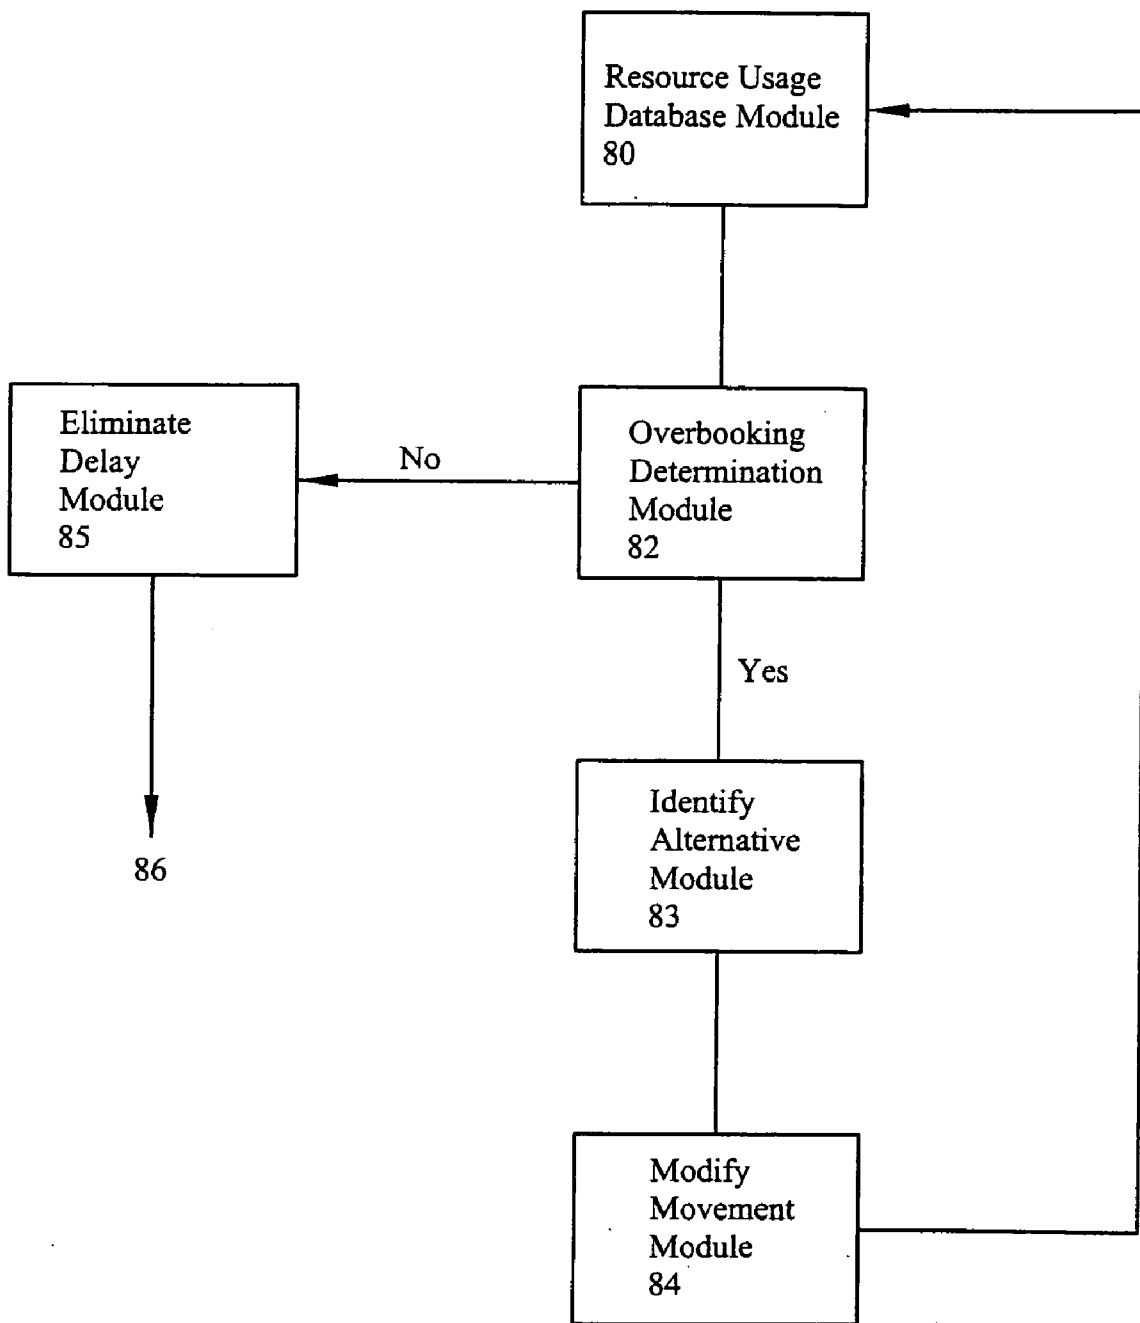 Resource Usage
Database Module
80
Eliminate
Delay
Module
85
No
Overbooking
Determination
Module
82
Yes
Identify
Alternative
Module
83
86
Modify
Movement
Module
84